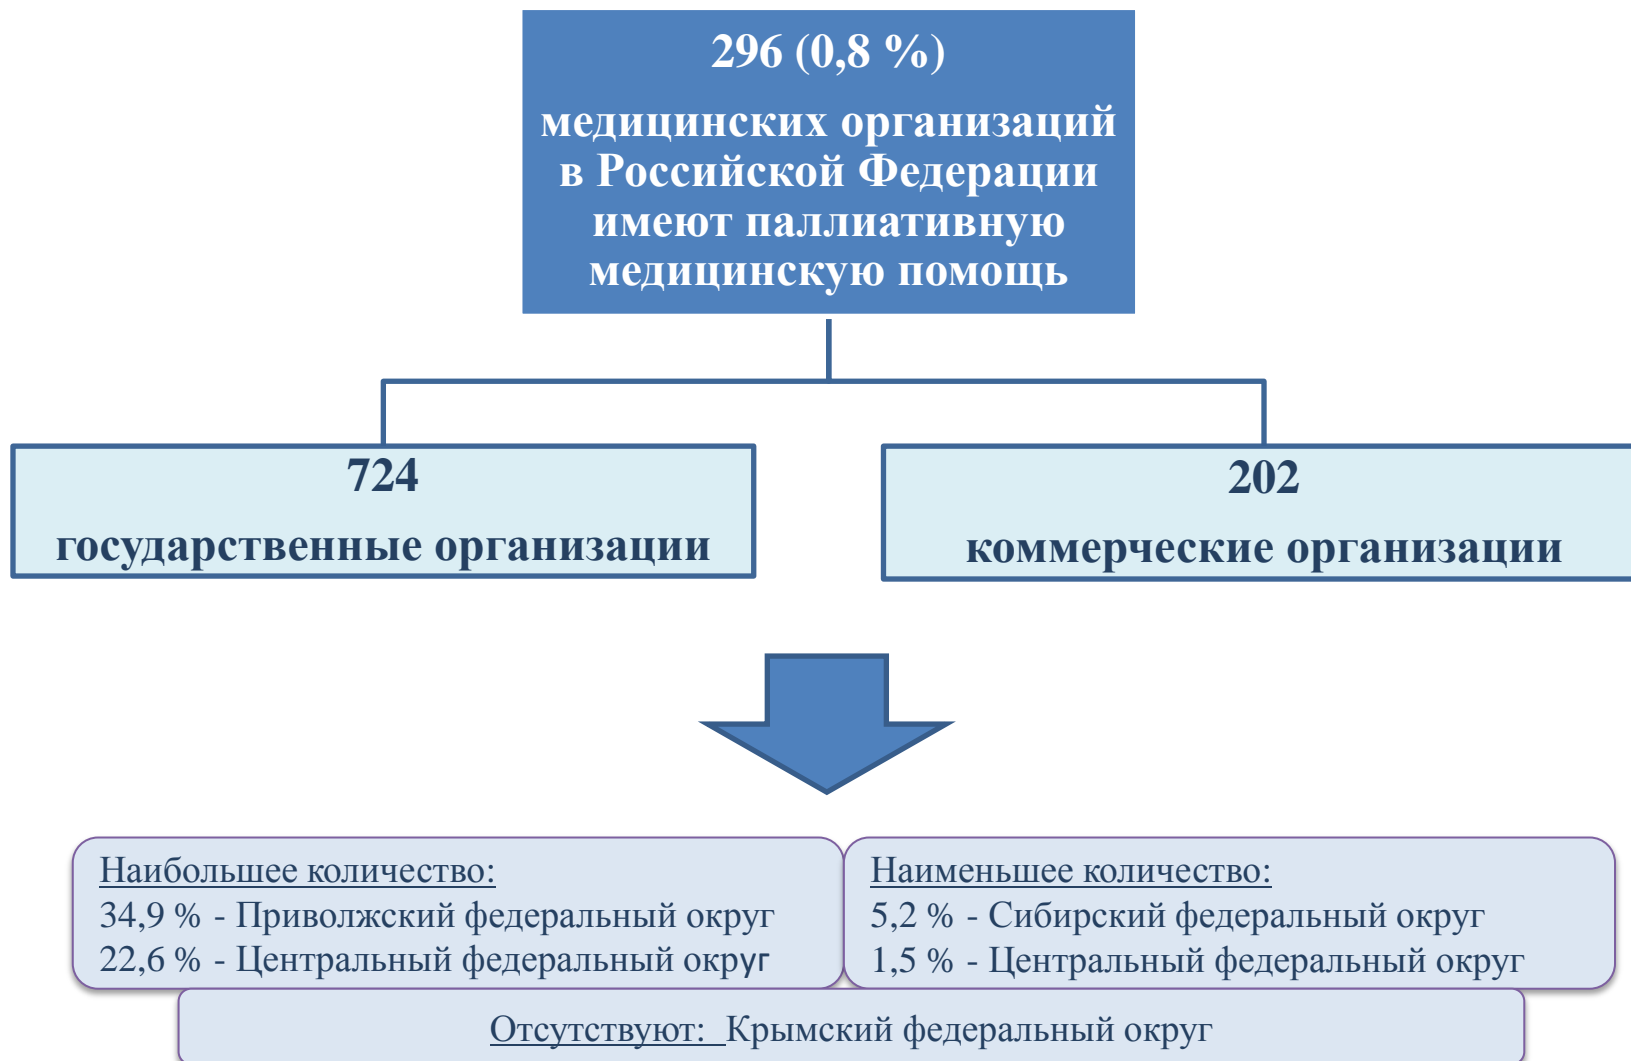 296 (0,8 %)
медицинских организаций
в Российской Федерации
имеют паллиативную
медицинскую помощь
724
государственные организации
202
коммерческие организации
Наибольшее количество:
34,9 % - Приволжский федеральный округ
22,6 % - Центральный федеральный округ
Наименьшее количество:
5,2 % - Сибирский федеральный округ
1,5 % - Центральный федеральный округ
Отсутствуют: Крымский федеральный округ